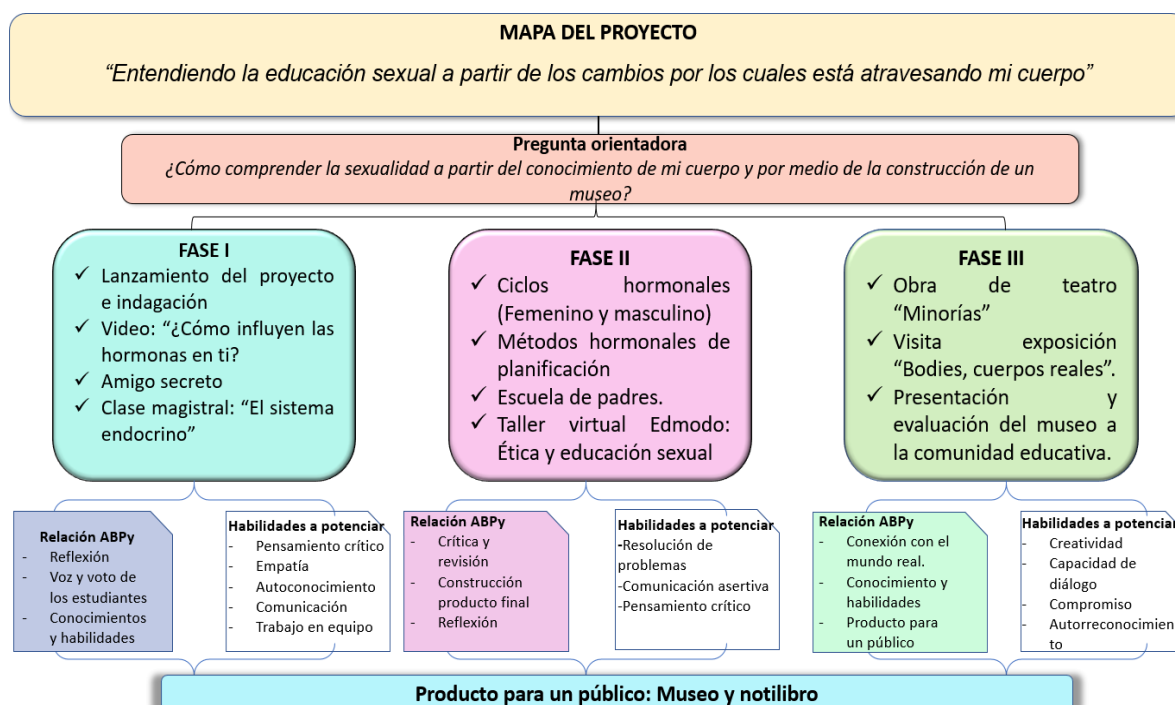 MAPA DEL PROYECTO
“Entendiendo la educación sexual a partir de los cambios por los cuales está atravesando mi cuerpo”
Pregunta orientadora
¿Cómo comprender la sexualidad a partir del conocimiento de mi cuerpo y por medio de la construcción de un
museo?
FASE I
✓ Lanzamiento del proyecto
e indagación
✓ Video: “¿Cómo influyen las
hormonas en ti?
✓ Amigo secreto
✓ Clase magistral: “El sistema
endocrino”
FASE II
✓ Ciclos hormonales
(Femenino y masculino)
✓ Métodos hormonales de
planificación
✓ Escuela de padres.
✓ Taller virtual Edmodo:
Ética y educación sexual
FASE III
✓ Obra de teatro
“Minorías”
✓ Visita exposición
“Bodies, cuerpos reales”.
✓ Presentación y
evaluación del museo a
la comunidad educativa.
Relación ABPy
- Reflexión
- Voz y voto de
los estudiantes
- Conocimientos
y habilidades
Habilidades a potenciar
- Pensamiento crítico
- Empatía
- Autoconocimiento
- Comunicación
- Trabajo en equipo
Relación ABPy
- Crítica y
revisión
- Construcción
producto final
- Reflexión
Habilidades a potenciar
-Resolución de
problemas
-Comunicación asertiva
-Pensamiento crítico
Relación ABPy
- Conexión con el
mundo real.
- Conocimiento y
habilidades
- Producto para
un público
Habilidades a potenciar
- Creatividad
- Capacidad de
diálogo
- Compromiso
- Autorreconocimien
to
Producto para un público: Museo y notilibro